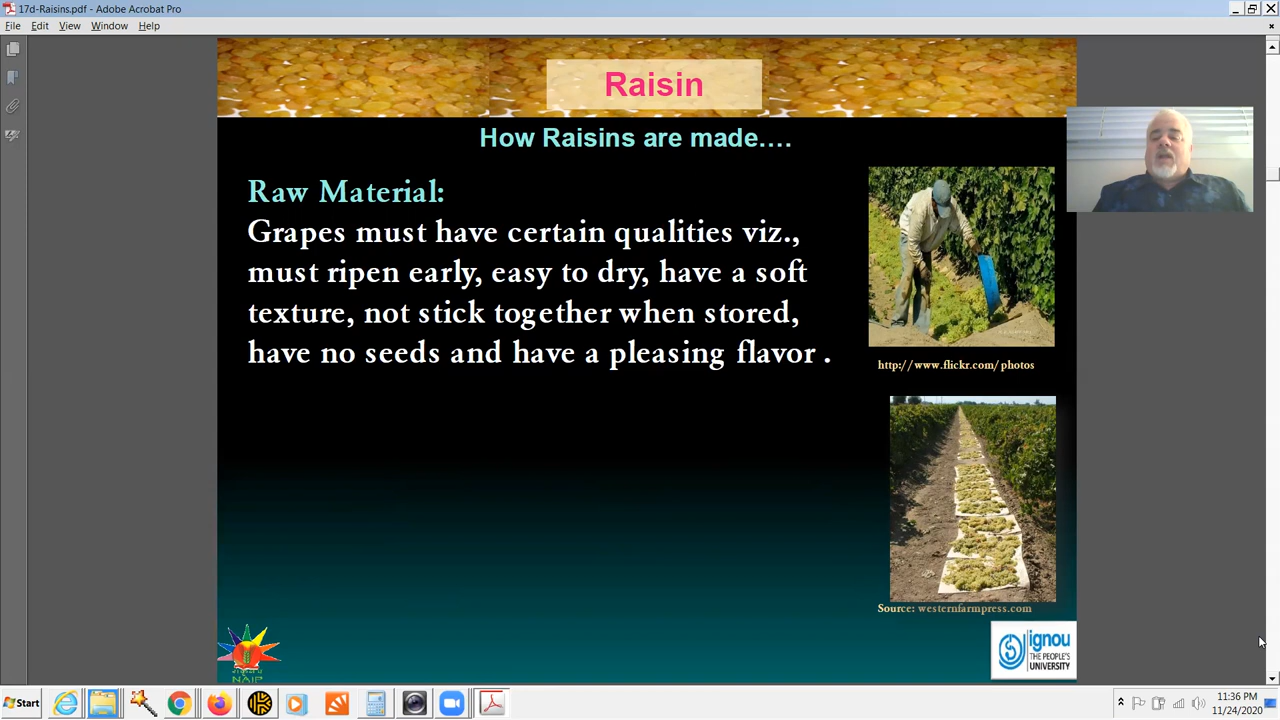 17d-Raisins.pdf - Adobe Acrobat Pro
File Edit View Window Help
Raisin
How Raisins are made....
Raw Material:
Grapes must have certain qualities viz.,
must ripen early, easy to dry, have a soft
texture, not stick together when stored,
have no seeds and have a pleasing flavor .
http://www.flickr.com/photos
Source: westernfarmpress.com
NAIP
ignou
THE PEOPLE'S
UNIVERSITY
Start
11:36 PM
11/24/2020